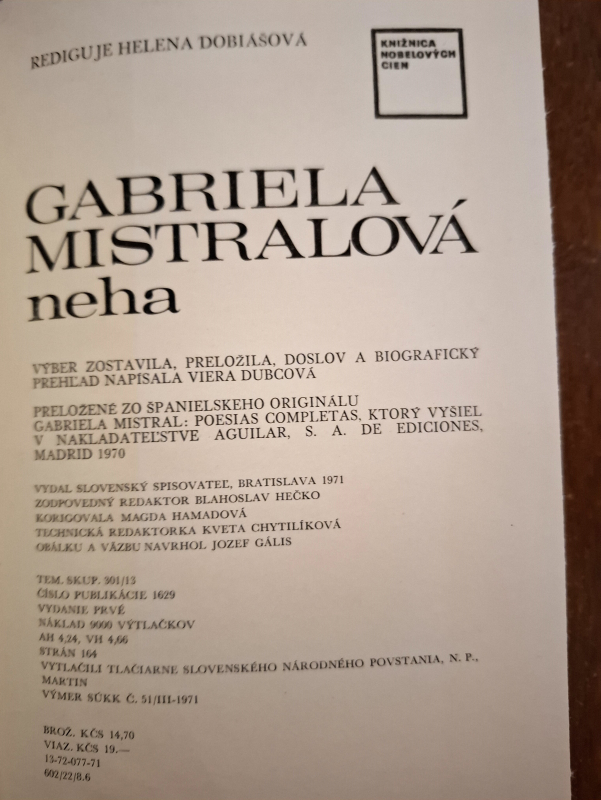 REDIGUJE HELENA DOBIÁŠOVÁ
KNIŽNICA
NOBELOVÝCH
CIEN
GABRIELA
MISTRALOVÁ
neha
VÝBER ZOSTAVILA, PRELOŽILA, DOSLOV A BIOGRAFICKÝ
PREHĽAD NAPÍSALA VIERA DUBCOVÁ
PRELOŽENÉ ZO ŠPANIELSKEHO ORIGINÁLU
GABRIELA MISTRAL: POESIAS COMPLETAS, KTORÝ VYŠIEL
V NAKLADATEĽSTVE AGUILAR, S. A. DE EDICIONES,
MADRID 1970
VYDAL SLOVENSKÝ SPISOVATEĽ, BRATISLAVA 1971
ZODPOVEDNÝ REDAKTOR BLAHOSLAV HEČKO
KORIGOVALA MAGDA HAMADOVÁ
TECHNICKÁ REDAKTORKA KVETA CHYTILÍKOVÁ
OBÁLKU A VÄZBU NAVRHOL JOZEF GÁLIS
TEM. SKUP. 301/13
ČÍSLO PUBLIKÁCIE 1629
VYDANIE PRVÉ
NÁKLAD 9000 VÝTLAČKOV
AH 4,24, VH 4,66
STRÁN 164
VYTLAČILI TLAČIARNE SLOVENSKÉHO NÁRODNÉHO POVSTANIA, N. P.,
MARTIN
VÝMER SÚKK Č. 51/III-1971
BROŽ. KČS 14,70
VIAZ. KČS 19.—
13-72-077-71
602/22/8.6